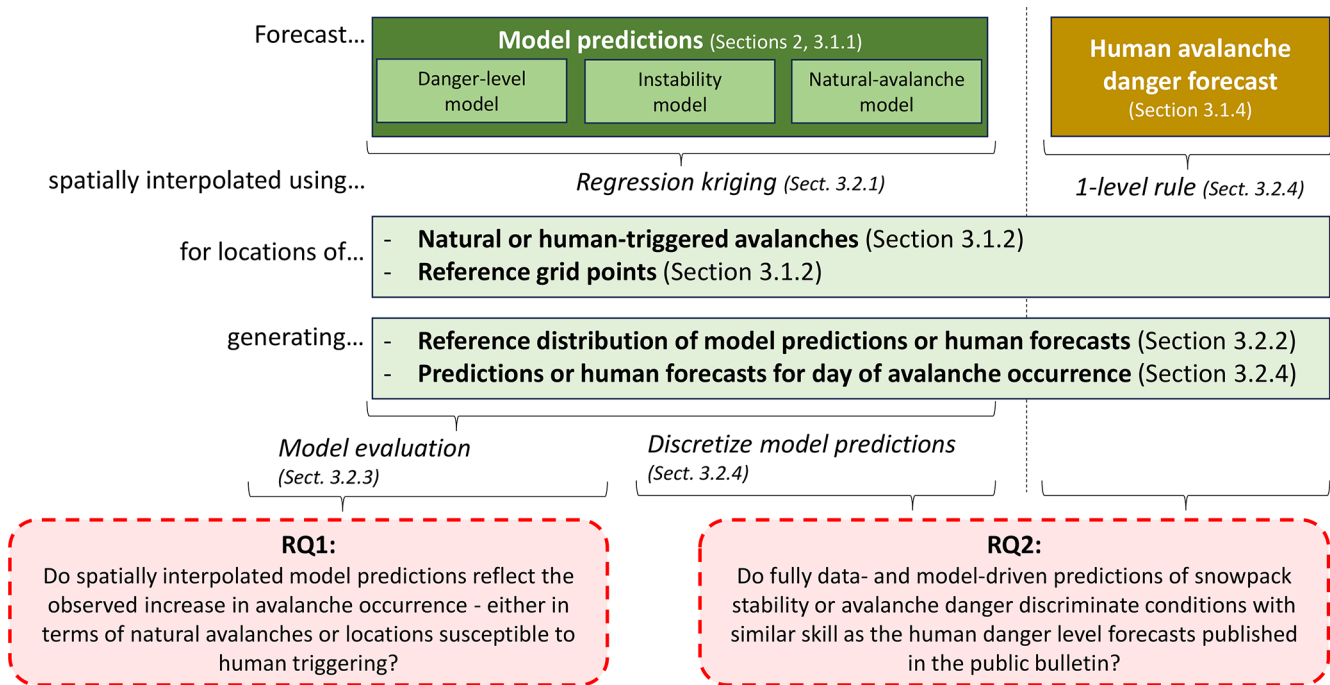 Forecast...
Model predictions (Sections 2, 3.1.1)
Danger-level
model
Instability
model
Natural-avalanche
model
Human avalanche
danger forecast
(Section 3.1.4)
spatially interpolated using...
Regression kriging (Sect. 3.2.1)
1-level rule (Sect. 3.2.4)
for locations of...
- Natural or human-triggered avalanches (Section 3.1.2)
- Reference grid points (Section 3.1.2)
generating...
- Reference distribution of model predictions or human forecasts (Section 3.2.2)
- Predictions or human forecasts for day of avalanche occurrence (Section 3.2.4)
Model evaluation
(Sect. 3.2.3)
Discretize model predictions
(Sect. 3.2.4)
RQ1:
Do spatially interpolated model predictions reflect the
observed increase in avalanche occurrence - either in
terms of natural avalanches or locations susceptible to
human triggering?
RQ2:
Do fully data- and model-driven predictions of snowpack
stability or avalanche danger discriminate conditions with
similar skill as the human danger level forecasts published
in the public bulletin?